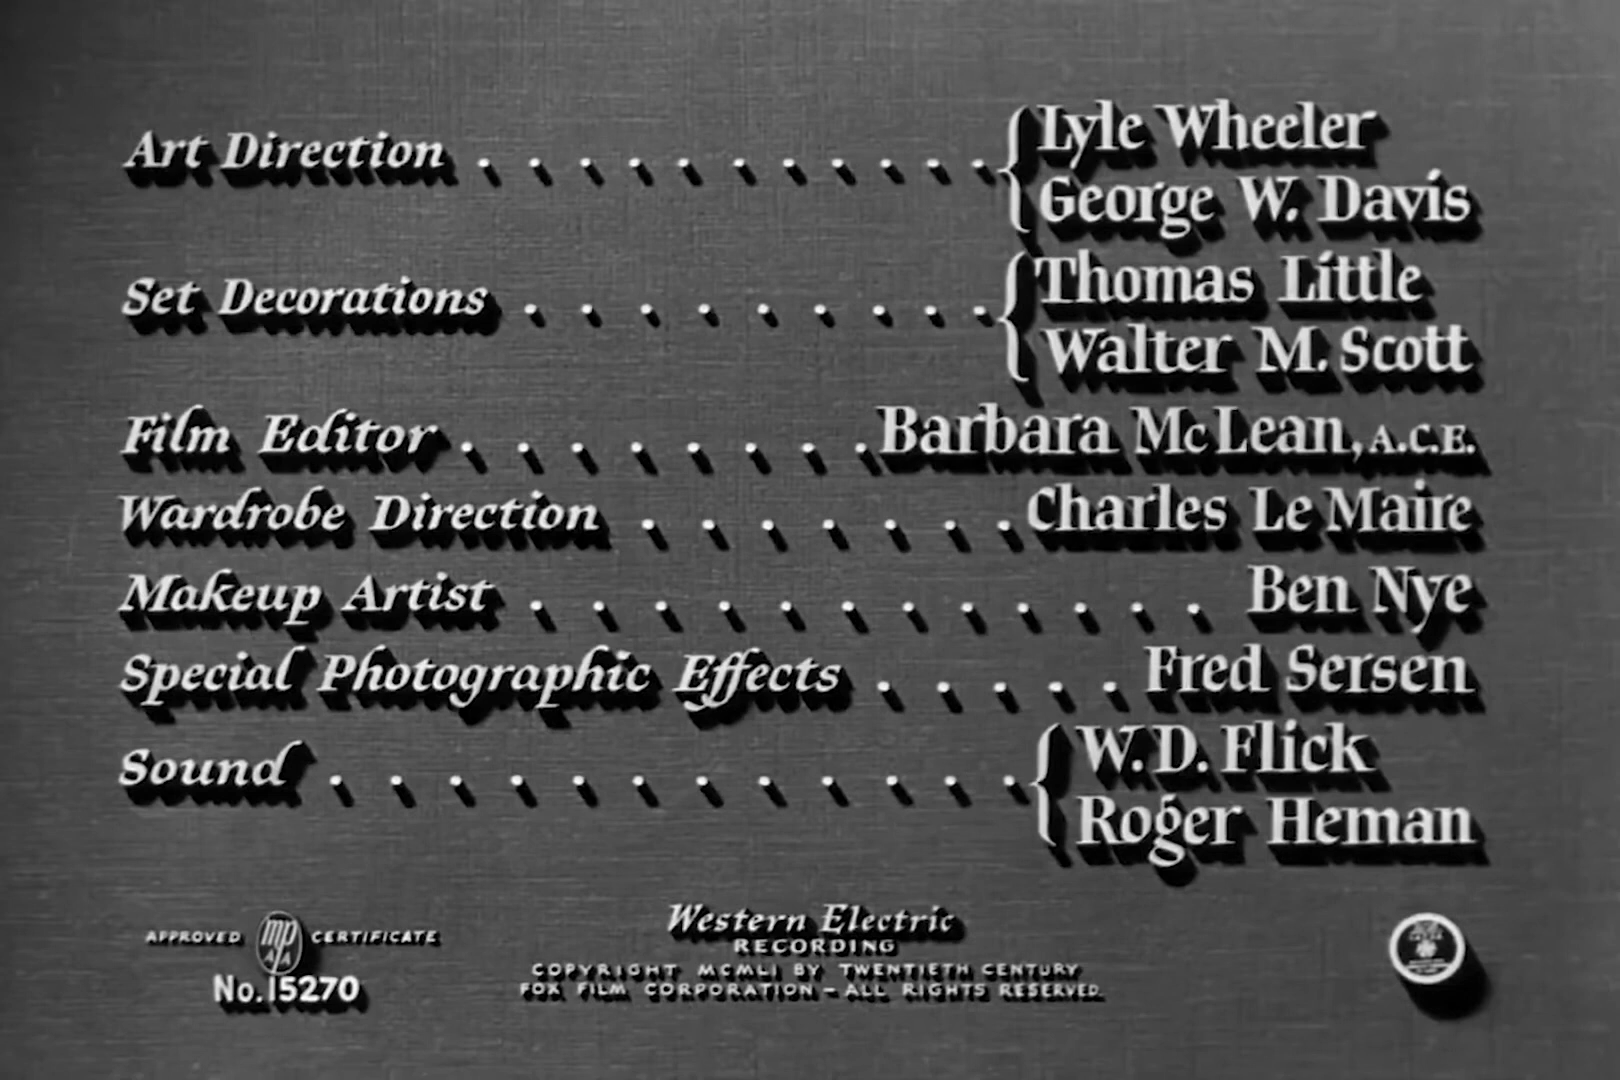 Art Direction . . . . . . . . . . . { Lyle Wheeler
George W. Davis
Set Decorations . . . . . . . . . { Thomas Little
Walter M. Scott
Film Editor . . . . . . . . Barbara McLean, A.C.E.
Wardrobe Direction . . . . . . . Charles Le Maire
Makeup Artist . . . . . . . . . . . . Ben Nye
Special Photographic Effects . . . . . Fred Sersen
Sound . . . . . . . . . . . . { W. D. Flick
Roger Heman
APPROVED MPAA CERTIFICATE
No. 15270
Western Electric
RECORDING
COPYRIGHT MCMLI BY TWENTIETH CENTURY
FOX FILM CORPORATION – ALL RIGHTS RESERVED.